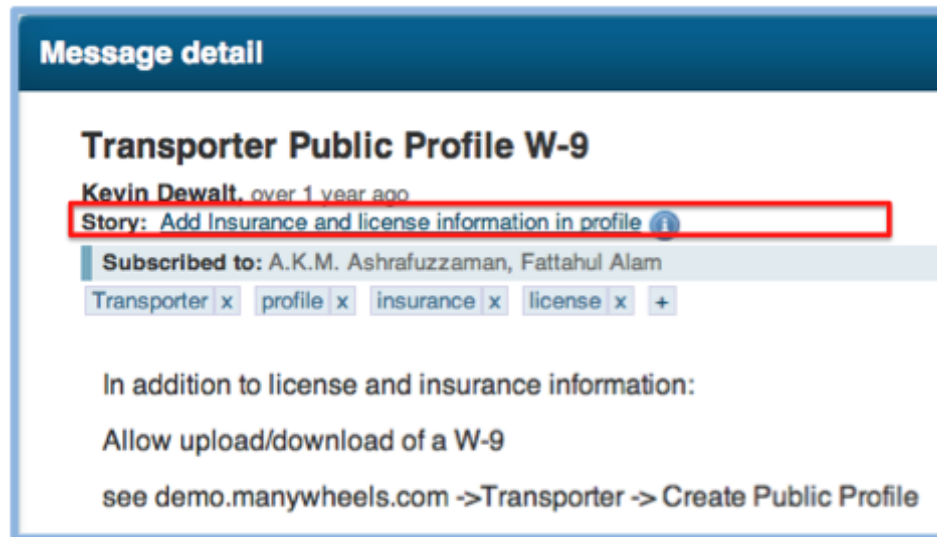 Message detail
Transporter Public Profile W-9
Kevin Dewalt, over 1 year ago
Story: Add Insurance and license information in profile i
Subscribed to: A.K.M. Ashrafuzzaman, Fattahul Alam
Transporter x profile x insurance x license x +
In addition to license and insurance information:
Allow upload/download of a W-9
see demo.manywheels.com ->Transporter -> Create Public Profile